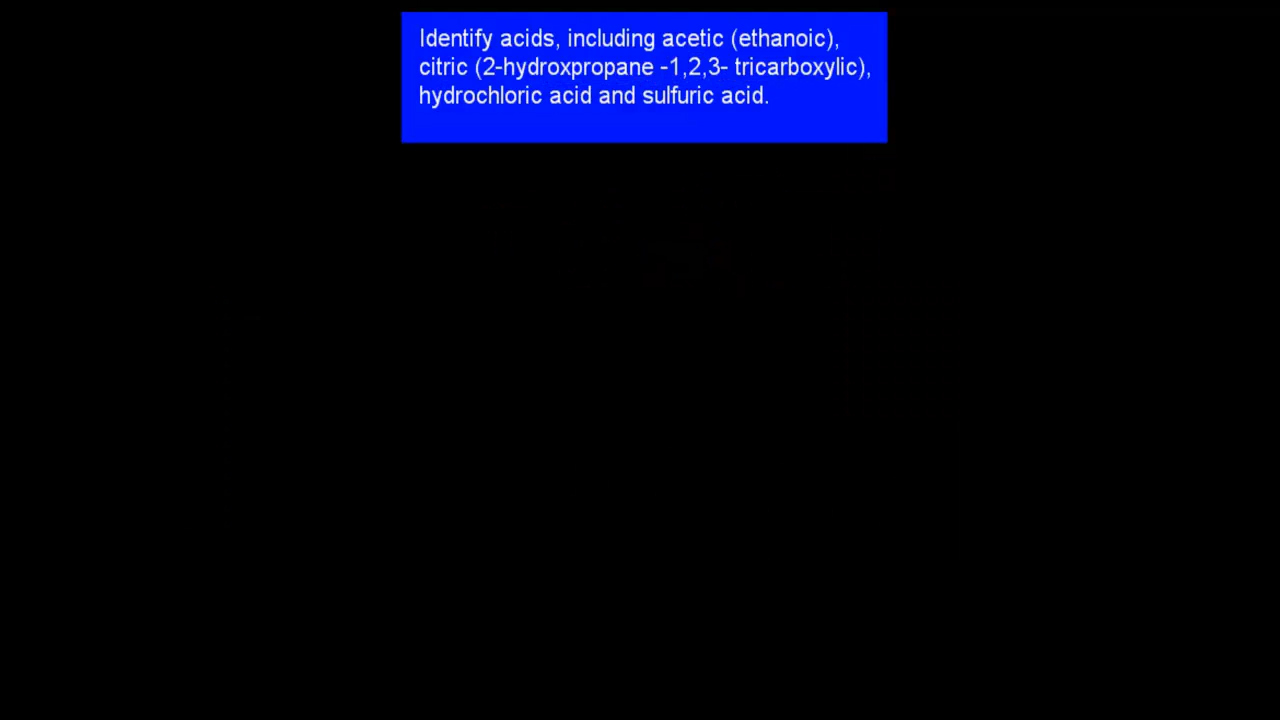 Identify acids, including acetic (ethanoic),
citric (2-hydroxpropane -1,2,3- tricarboxylic),
hydrochloric acid and sulfuric acid.